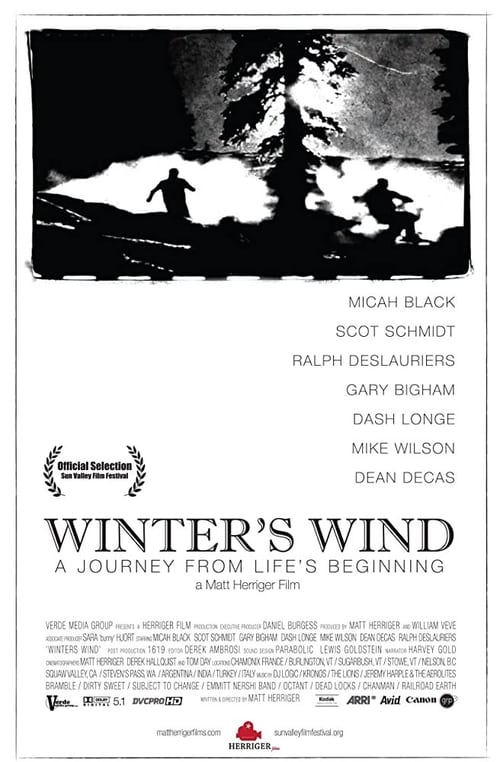 MICAH BLACK
SCOT SCHMIDT
RALPH DESLAURIERS
GARY BIGHAM
DASH LONGE
MIKE WILSON
DEAN DECAS
Official Selection
Sun Valley Film Festival
WINTER'S WIND
A JOURNEY FROM LIFE'S BEGINNING
a Matt Herriger Film
VERDE MEDIA GROUP PRESENTS A HERRIGER FILM PRODUCTION EXECUTIVE PRODUCER DANIEL BURGESS PRODUCED BY MATT HERRIGER AND WILLIAM VEVE
ASSOCIATE PRODUCER SARA 'bunny' HJORT STARRING MICAH BLACK SCOT SCHMIDT GARY BIGHAM DASH LONGE MIKE WILSON DEAN DECAS RALPH DESLAURIERS
'WINTERS WIND' POST PRODUCTION 1619 EDITOR DEREK AMBROSI SOUND DESIGN PARABOLIC LEWIS GOLDSTEIN NARRATOR HARVEY GOLD
CINEMATOGRAPHERS MATT HERRIGER DEREK HALLQUIST AND TOM DAY LOCATIONS CHAMONIX FRANCE / BURLINGTON, VT / SUGARBUSH, VT / STOWE, VT / NELSON, BC
SQUAW VALLEY, CA / STEVENS PASS, WA / ARGENTINA / INDIA / TURKEY / ITALY MUSIC BY DJ LOGIC / KRONOS / THE LIONS / JEREMY HARPLE & THE AEROLITES
BRAMBLE / DIRTY SWEET / SUBJECT TO CHANGE / EMMITT NERSHI BAND / OCTANT / DEAD LOCKS / CHANMAN / RAILROAD EARTH
Verde DOLBY DIGITAL 5.1 DVCPRO HD Kodak ARRI Avid Canon grp
mattherrigerfilms.com HERRIGER films sunvalleyfilmfestival.org